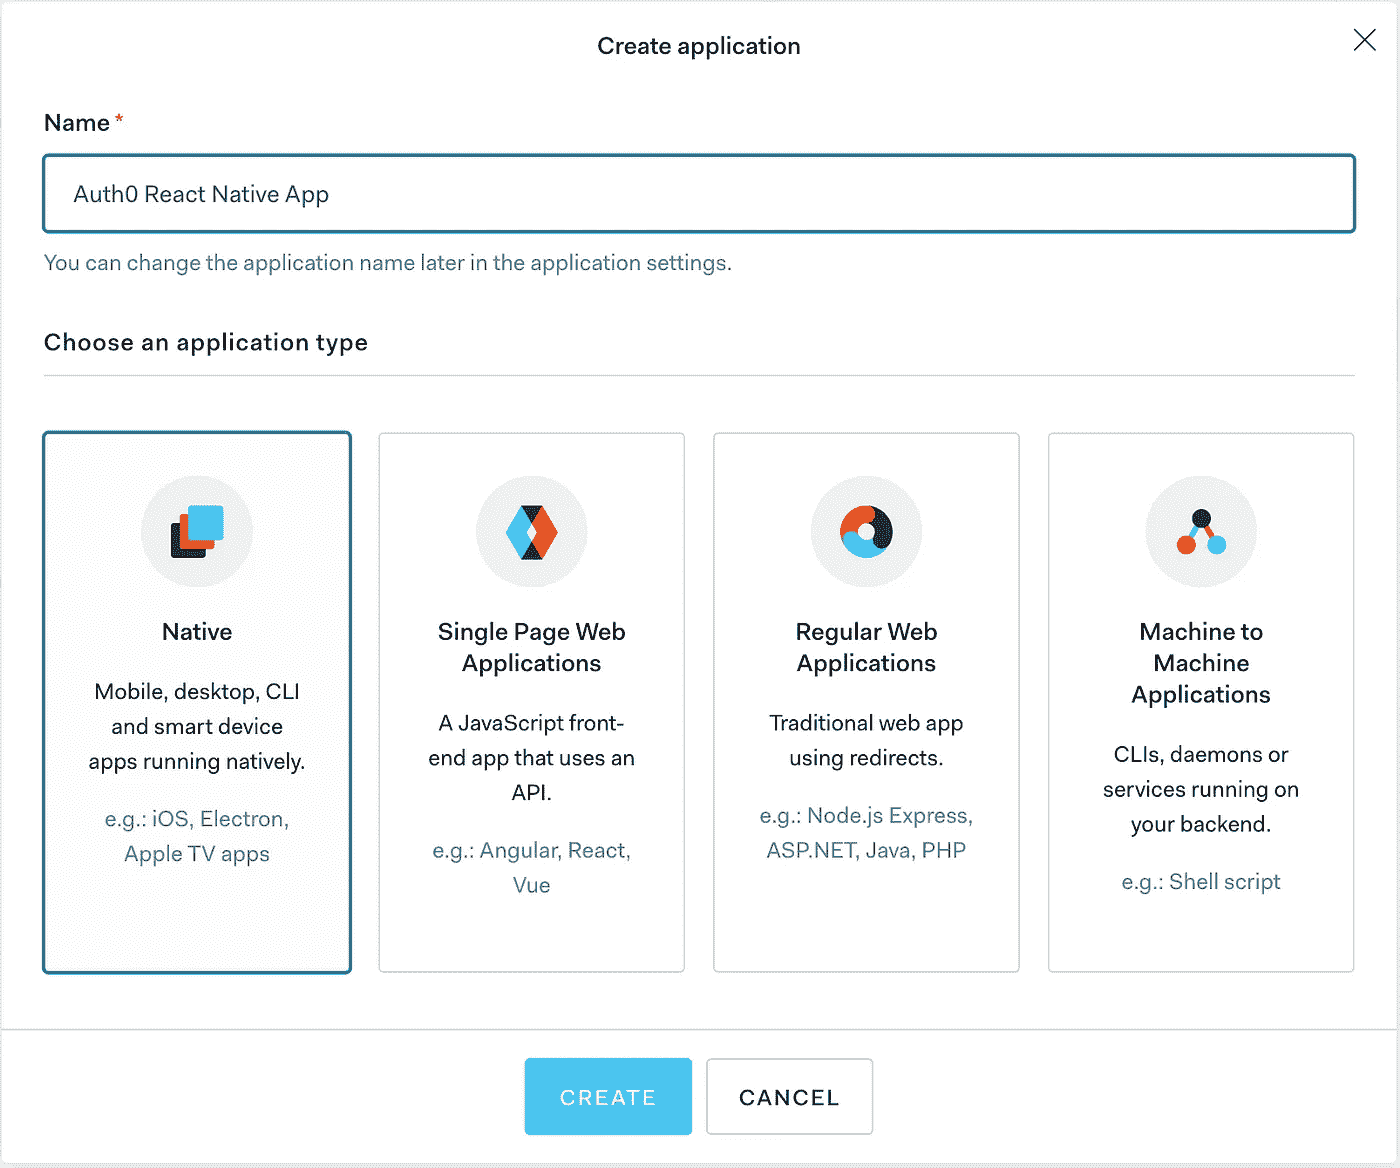 Create application
Name *
Auth0 React Native App
You can change the application name later in the application settings.
Choose an application type
Native
Mobile, desktop, CLI
and smart device
apps running natively.
e.g.: iOS, Electron,
Apple TV apps
Single Page Web
Applications
A JavaScript front-
end app that uses an
API.
e.g.: Angular, React,
Vue
Regular Web
Applications
Traditional web app
using redirects.
e.g.: Node.js Express,
ASP.NET, Java, PHP
Machine to
Machine
Applications
CLIs, daemons or
services running on
your backend.
e.g.: Shell script
CREATE
CANCEL